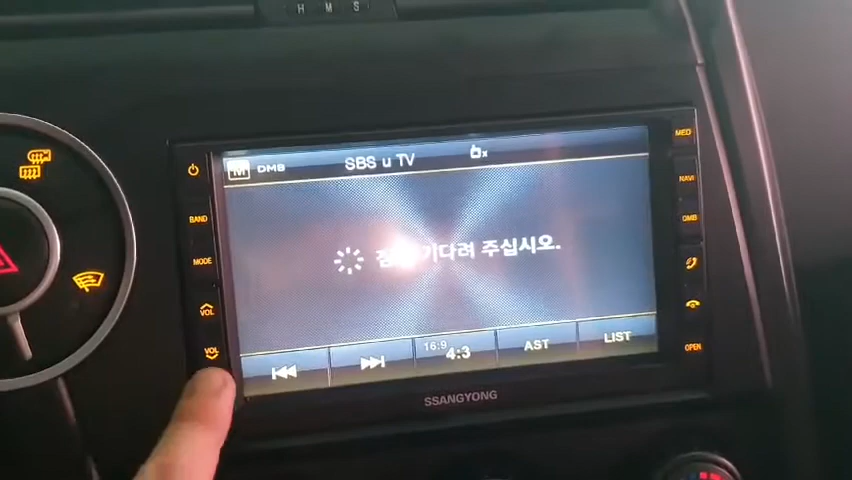 H M S
M DMB SBS u TV
BAND
MODE
VOL
VOL
기다려 주십시오.
16:9
4:3 AST LIST
SSANGYONG
MED
NAVI
DMB
OPEN